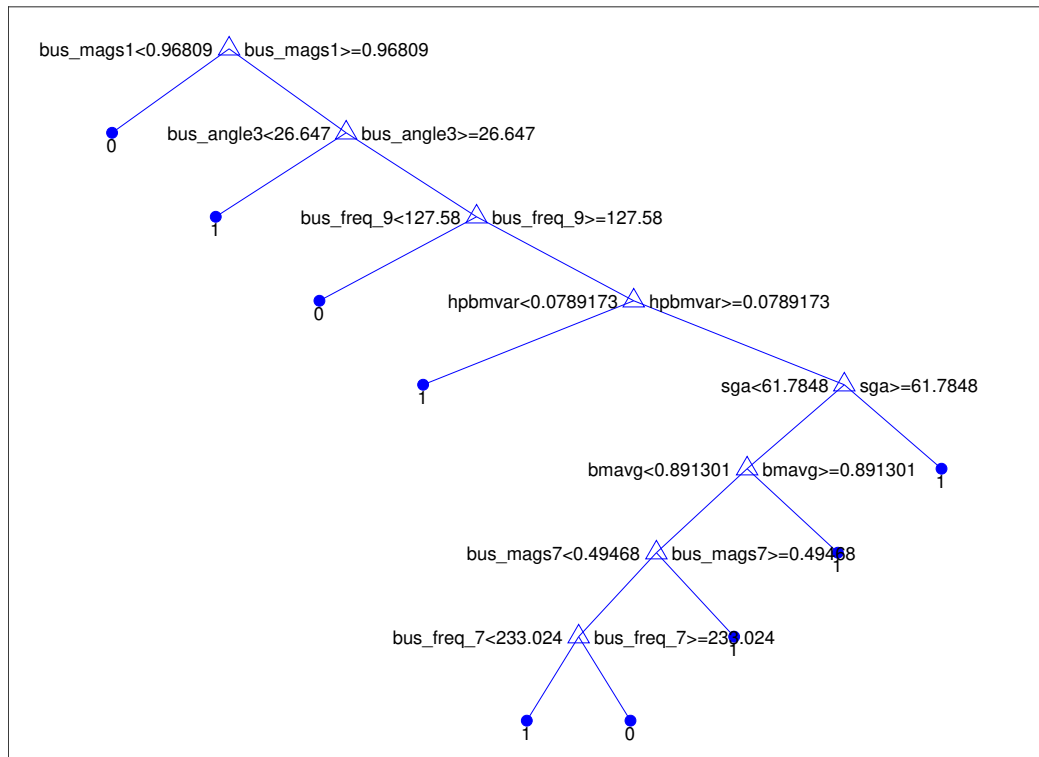 bus_mags1<0.96809 bus_mags1>=0.96809
0
bus_angle3<26.647 bus_angle3>=26.647
1
bus_freq_9<127.58 bus_freq_9>=127.58
0
hpbmvar<0.0789173 hpbmvar>=0.0789173
1
sga<61.7848 sga>=61.7848
bmavg<0.891301 bmavg>=0.891301
1
bus_mags7<0.49468 bus_mags7>=0.49468
1
bus_freq_7<233.024 bus_freq_7>=233.024
1
1 0